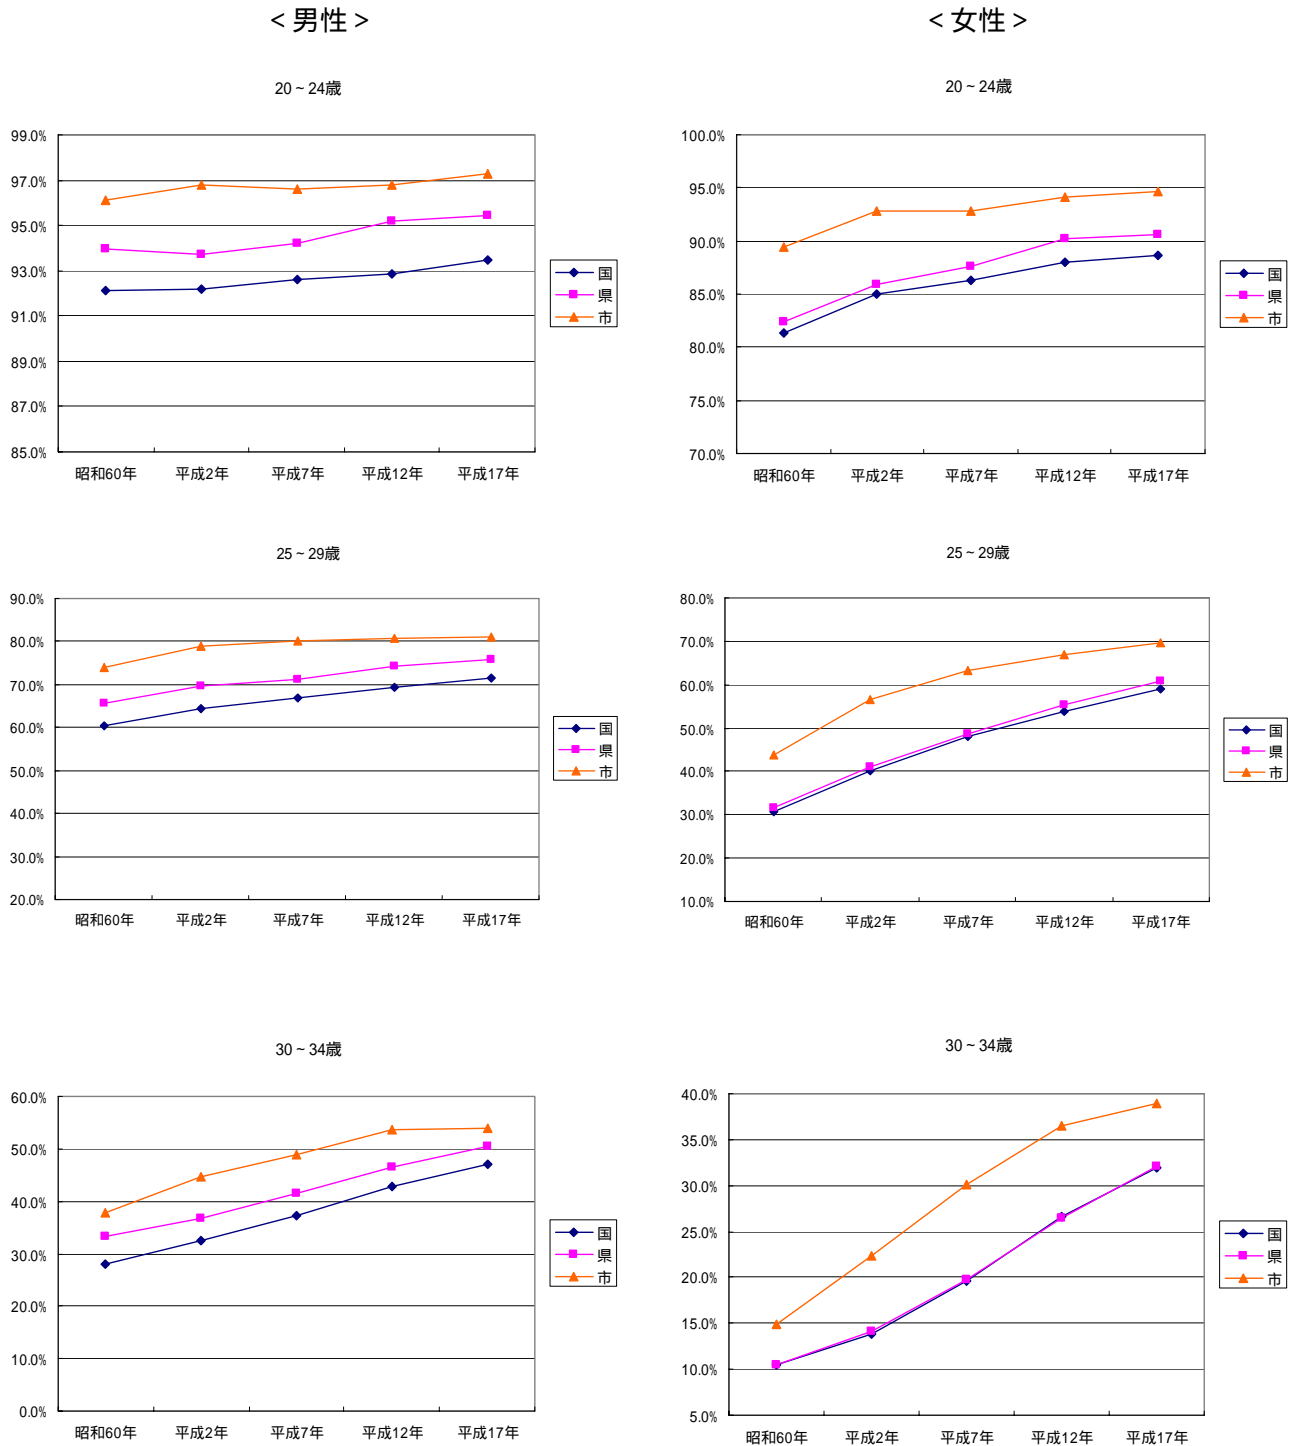 ＜男性＞
＜女性＞
20～24歳
99.0%
97.0%
95.0%
93.0%
91.0%
89.0%
87.0%
85.0%
昭和60年 平成2年 平成7年 平成12年 平成17年
国
県
市
20～24歳
100.0%
95.0%
90.0%
85.0%
80.0%
75.0%
70.0%
昭和60年 平成2年 平成7年 平成12年 平成17年
国
県
市
25～29歳
90.0%
80.0%
70.0%
60.0%
50.0%
40.0%
30.0%
20.0%
昭和60年 平成2年 平成7年 平成12年 平成17年
国
県
市
25～29歳
80.0%
70.0%
60.0%
50.0%
40.0%
30.0%
20.0%
10.0%
昭和60年 平成2年 平成7年 平成12年 平成17年
国
県
市
30～34歳
60.0%
50.0%
40.0%
30.0%
20.0%
10.0%
0.0%
昭和60年 平成2年 平成7年 平成12年 平成17年
国
県
市
30～34歳
40.0%
35.0%
30.0%
25.0%
20.0%
15.0%
10.0%
5.0%
昭和60年 平成2年 平成7年 平成12年 平成17年
国
県
市